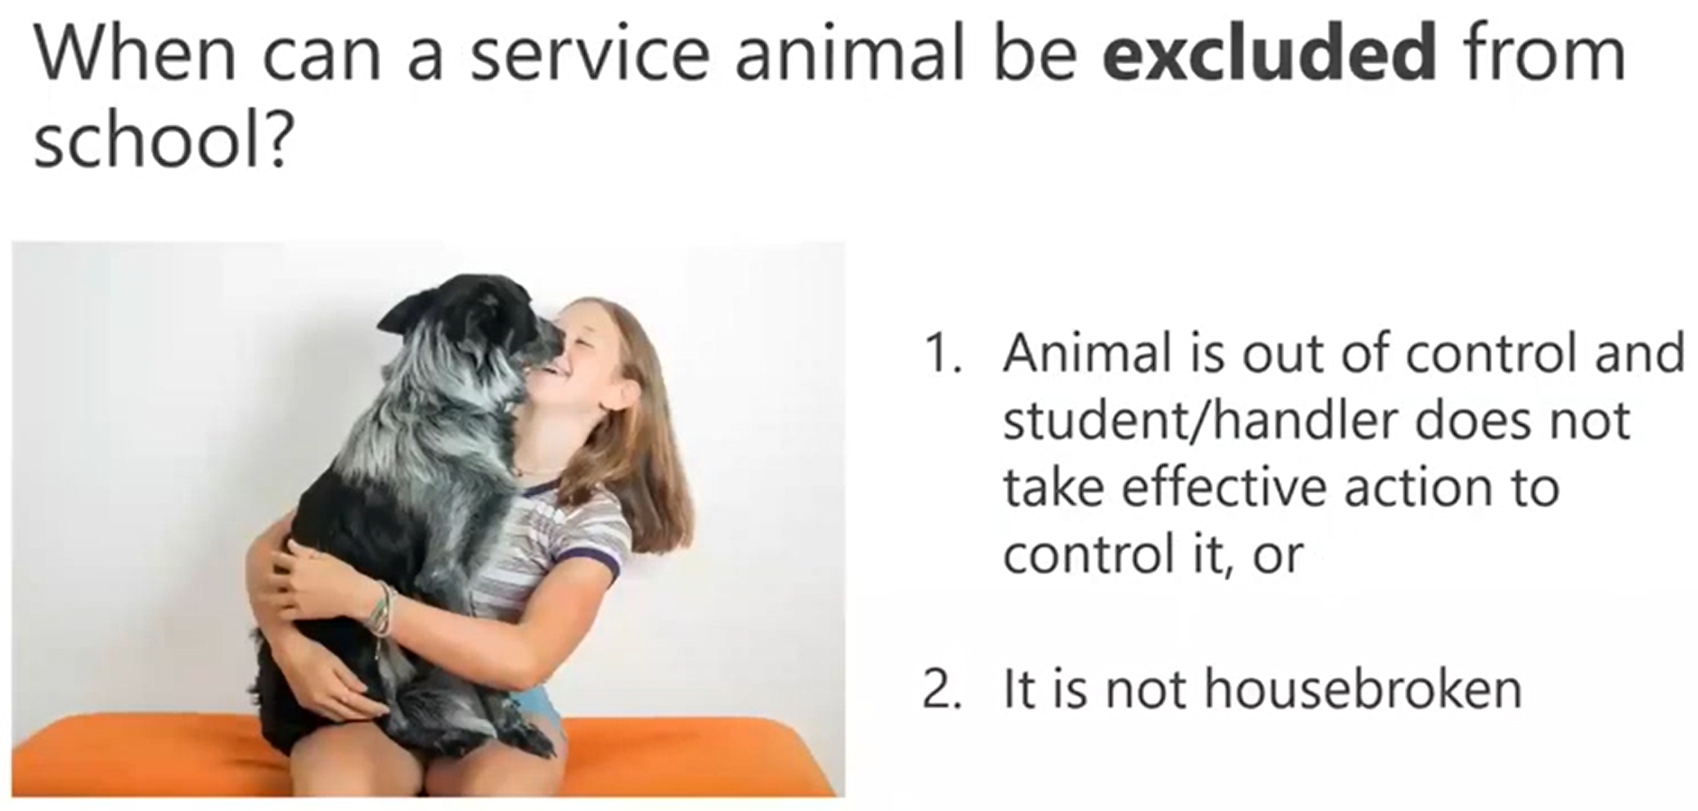 When can a service animal be excluded from
school?
1. Animal is out of control and
student/handler does not
take effective action to
control it, or
2. It is not housebroken